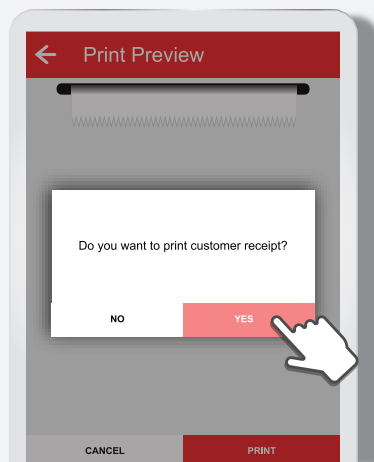 Print Preview
Do you want to print customer receipt?
NO
YES
CANCEL
PRINT